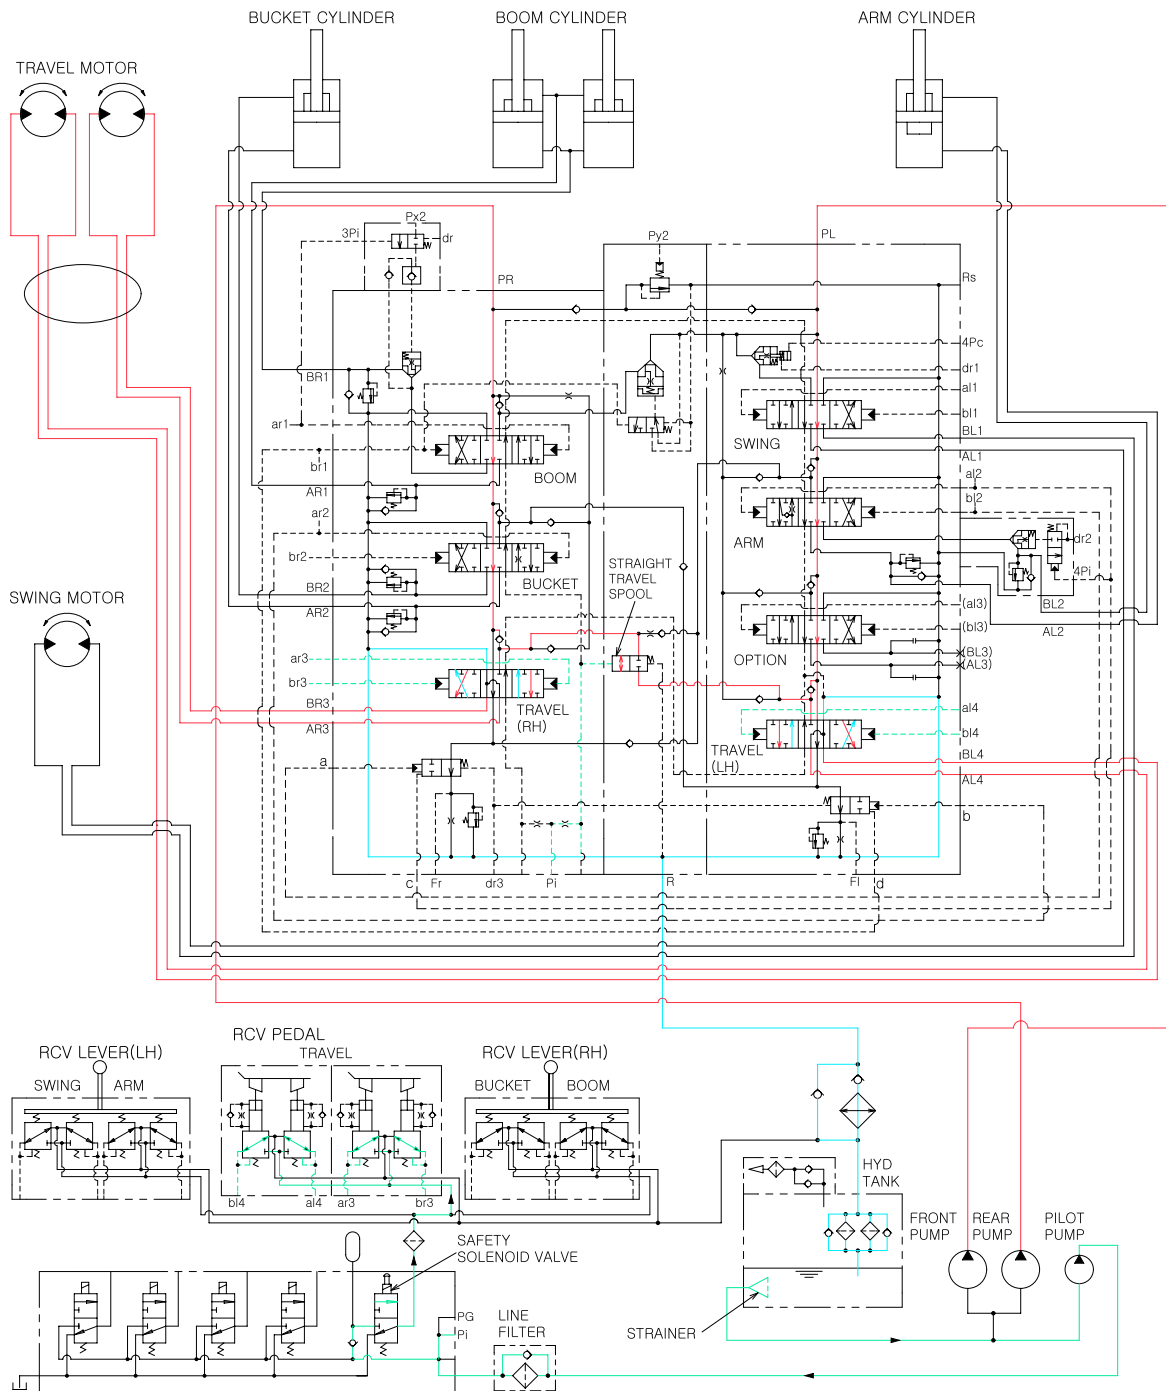 BUCKET CYLINDER
BOOM CYLINDER
ARM CYLINDER
TRAVEL MOTOR
Px2
3Pi
dr
PR
Py2
PL
Rs
4Pc
dr1
al1
bl1
BL1
SWING
AL1
al2
bl2
ARM
dr2
4Pi
BL2
AL2
(al3)
(bl3)
OPTION
(BL3)
(AL3)
al4
bl4
TRAVEL
(LH)
BL4
AL4
b
BR1
ar1
br1
BOOM
AR1
ar2
br2
BUCKET
BR2
AR2
STRAIGHT
TRAVEL
SPOOL
SWING MOTOR
ar3
br3
BR3
TRAVEL
(RH)
AR3
a
c
Fr
dr3
Pi
R
Fl
d
RCV LEVER(LH)
SWING
ARM
RCV PEDAL
TRAVEL
RCV LEVER(RH)
BUCKET
BOOM
bl4
al4
ar3
br3
HYD
TANK
FRONT
PUMP
REAR
PUMP
PILOT
PUMP
SAFETY
SOLENOID VALVE
PG
Pi
LINE
FILTER
STRAINER